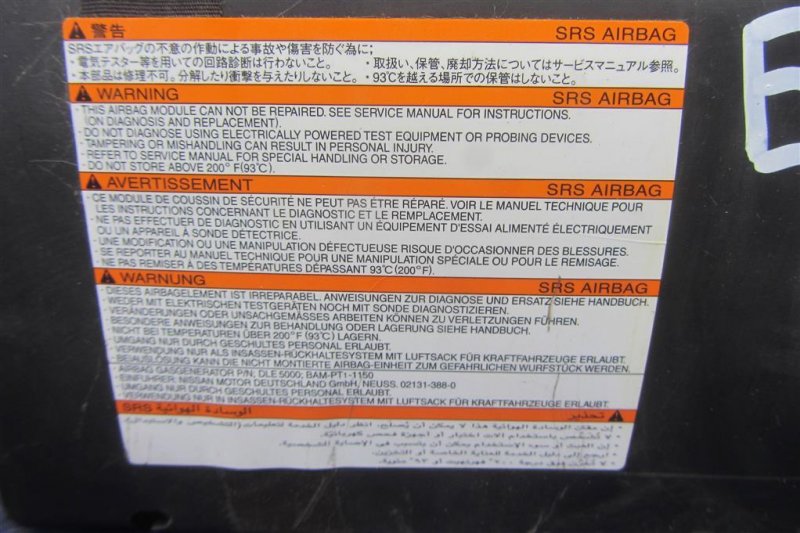 警告 SRS AIRBAG
SRSエアバッグの不意の作動による事故や傷害を防ぐ為に;
・電気テスター等を用いての回路診断は行わないこと。 ・取扱い、保管、廃却方法についてはサービスマニュアル参照。
・本部品は修理不可。分解したり衝撃を与えたりしないこと。・93℃を越える場所での保管はしないこと。
WARNING SRS AIRBAG
・THIS AIRBAG MODULE CAN NOT BE REPAIRED. SEE SERVICE MANUAL FOR INSTRUCTIONS.
(ON DIAGNOSIS AND REPLACEMENT).
・DO NOT DIAGNOSE USING ELECTRICALLY POWERED TEST EQUIPMENT OR PROBING DEVICES.
・TAMPERING OR MISHANDLING CAN RESULT IN PERSONAL INJURY.
・REFER TO SERVICE MANUAL FOR SPECIAL HANDLING OR STORAGE.
・DO NOT STORE ABOVE 200° F(93℃).
AVERTISSEMENT SRS AIRBAG
・CE MODULE DE COUSSIN DE SÉCURITÉ NE PEUT PAS ÉTRE RÉPARÉ. VOIR LE MANUEL TECHNIQUE POUR
LES INSTRUCTIONS CONCERNANT LE DIAGNOSTIC ET LE REMPLACEMENT.
・NE PAS EFFECTUER DE DIAGNOSTIC EN UTILISANT UN ÉQUIPEMENT D'ESSAI ALIMENTÉ ÉLECTRIQUEMENT
OU UN APPAREIL À SONDE DÉTECTRICE.
・UNE MODIFICATION OU UNE MANIPULATION DÉFECTUEUSE RISQUE D'OCCASIONNER DES BLESSURES.
・SE REPORTER AU MANUEL TECHNIQUE POUR UNE MANIPULATION SPÉCIALE OU POUR LE REMISAGE.
・NE PAS REMISER À DES TEMPÉRATURES DÉPASSANT 93℃(200°F).
WARNUNG SRS AIRBAG
・DIESES AIRBAGELEMENT IST IRREPARABEL. ANWEISUNGEN ZUR DIAGNOSE UND ERSATZ SIEHE HANDBUCH.
・WEDER MIT ELEKTRISCHEN TESTGERÄTEN NOCH MIT SONDE DIAGNOSTIZIEREN.
・VERÄNDERUNGEN ODER UNSACHGEMÄSSES ARBEITEN KÖNNEN ZU VERLETZUNGEN FÜHREN.
・BESONDERE ANWEISUNGEN ZUR BEHANDLUNG ODER LAGERUNG SIEHE HANDBUCH.
・NICHT BEI TEMPERATUREN ÜBER 200°F (93℃) LAGERN.
・UMGANG NUR DURCH GESCHULTES PERSONAL ERLAUBT.
・VERWENDUNG NUR ALS INSASSEN-RÜCKHALTESYSTEM MIT LUFTSACK FÜR KRAFTFAHRZEUGE ERLAUBT.
・BEI AUSLÖSUNG KANN DIE NICHT MONTIERTE AIRBAG-EINHEIT ZUM GEFÄHRLICHEN WURFSTÜCK WERDEN.
AIRBAG GASGENERATOR P/N; DLE 5000; BAM-PT1-1150
・EINFÜHRER; NISSAN MOTOR DEUTSCHLAND GmbH, NEUSS. 02131-388-0
・UMGANG NUR DURCH GESCHULTES PERSONAL ERLAUBT.
・VERWENDUNG NUR IN INSASSEN-RÜCKHALTESYSTEM MIT LUFTSACK FÜR KRAFTFAHRZEUGE ERLAUBT.
تحذير الوسادة الهوائية SRS